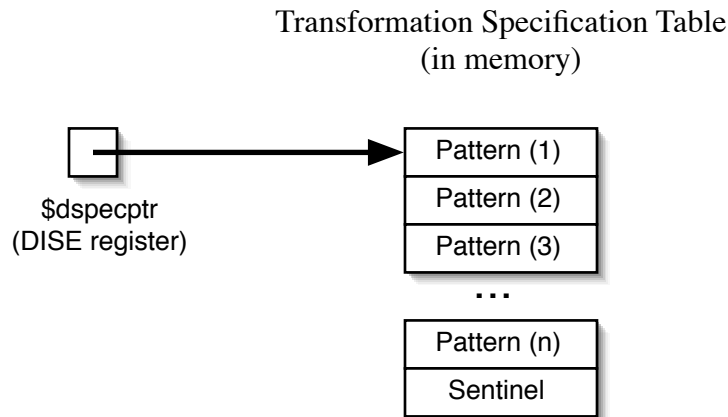 Transformation Specification Table
(in memory)
Pattern (1)
$dspecptr
(DISE register)
Pattern (2)
Pattern (3)
...
Pattern (n)
Sentinel